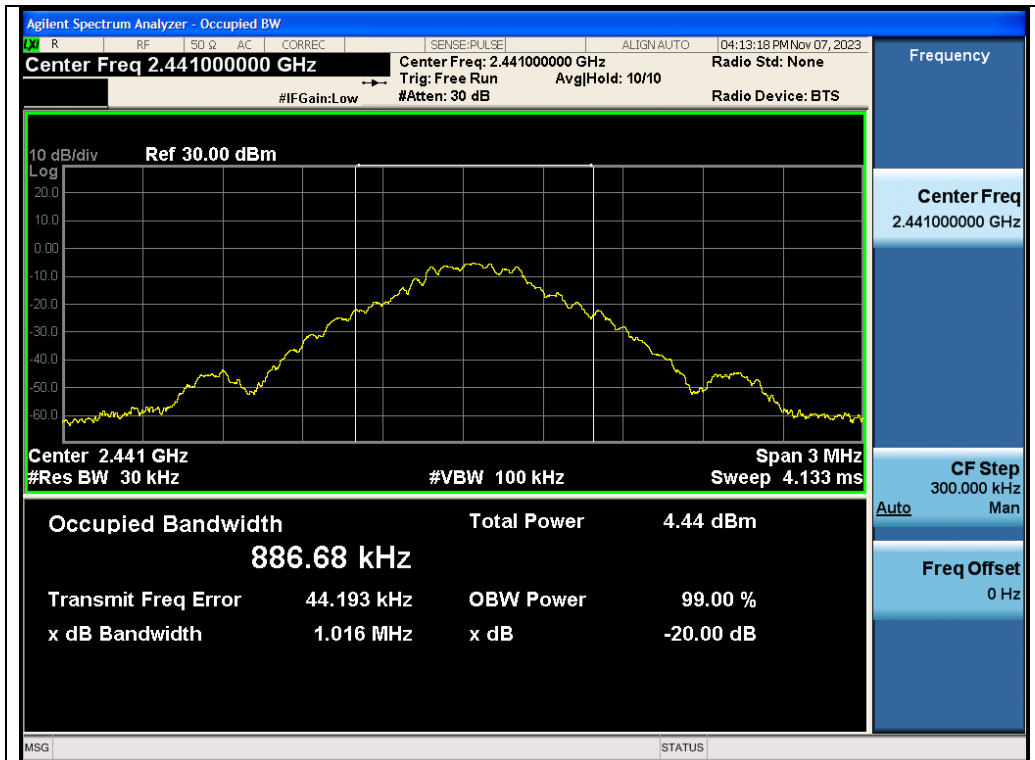 Agilent Spectrum Analyzer - Occupied BW
LXI R RF 50 Ω AC CORREC SENSE:PULSE ALIGN AUTO 04:13:18 PM Nov 07, 2023
Center Freq 2.441000000 GHz
Center Freq: 2.441000000 GHz
Radio Std: None
Trig: Free Run Avg|Hold: 10/10
#IFGain:Low
#Atten: 30 dB
Radio Device: BTS
10 dB/div Ref 30.00 dBm
Log
20.0
10.0
0.00
-10.0
-20.0
-30.0
-40.0
-50.0
-60.0
Center 2.441 GHz Span 3 MHz
#Res BW 30 kHz #VBW 100 kHz Sweep 4.133 ms
Occupied Bandwidth Total Power 4.44 dBm
886.68 kHz
Transmit Freq Error 44.193 kHz OBW Power 99.00 %
x dB Bandwidth 1.016 MHz x dB -20.00 dB
Frequency
Center Freq
2.441000000 GHz
CF Step
300.000 kHz
Auto Man
Freq Offset
0 Hz
MSG STATUS